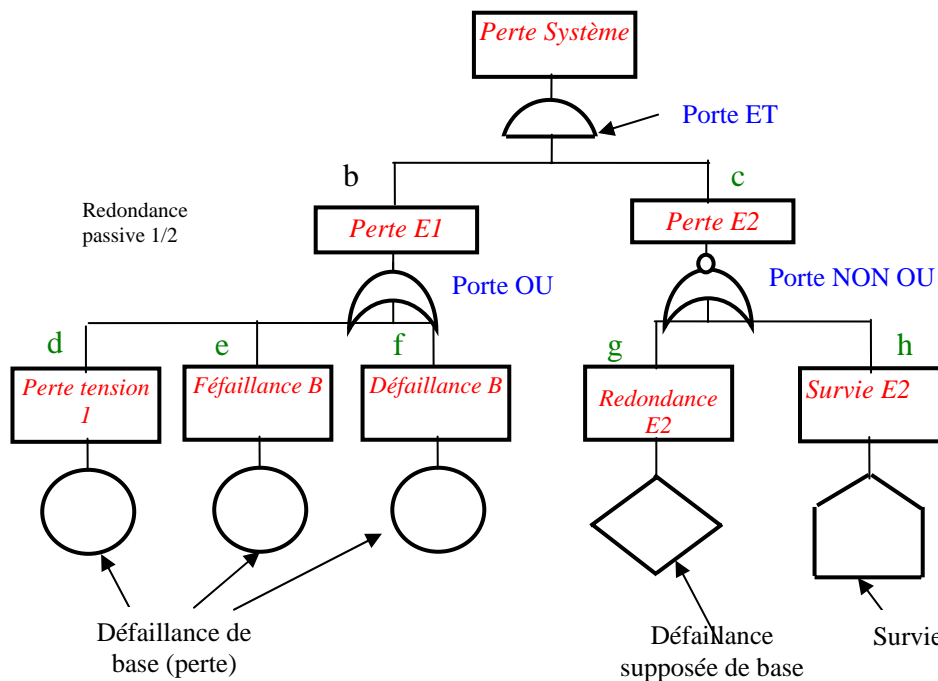 Perte Système
Porte ET
b
c
Redondance
passive 1/2
Perte E1
Perte E2
Porte OU
Porte NON OU
d
e
f
g
h
Perte tension
1
Féfaillance B
Défaillance B
Redondance
E2
Survie E2
Défaillance de
base (perte)
Défaillance
supposée de base
Survie